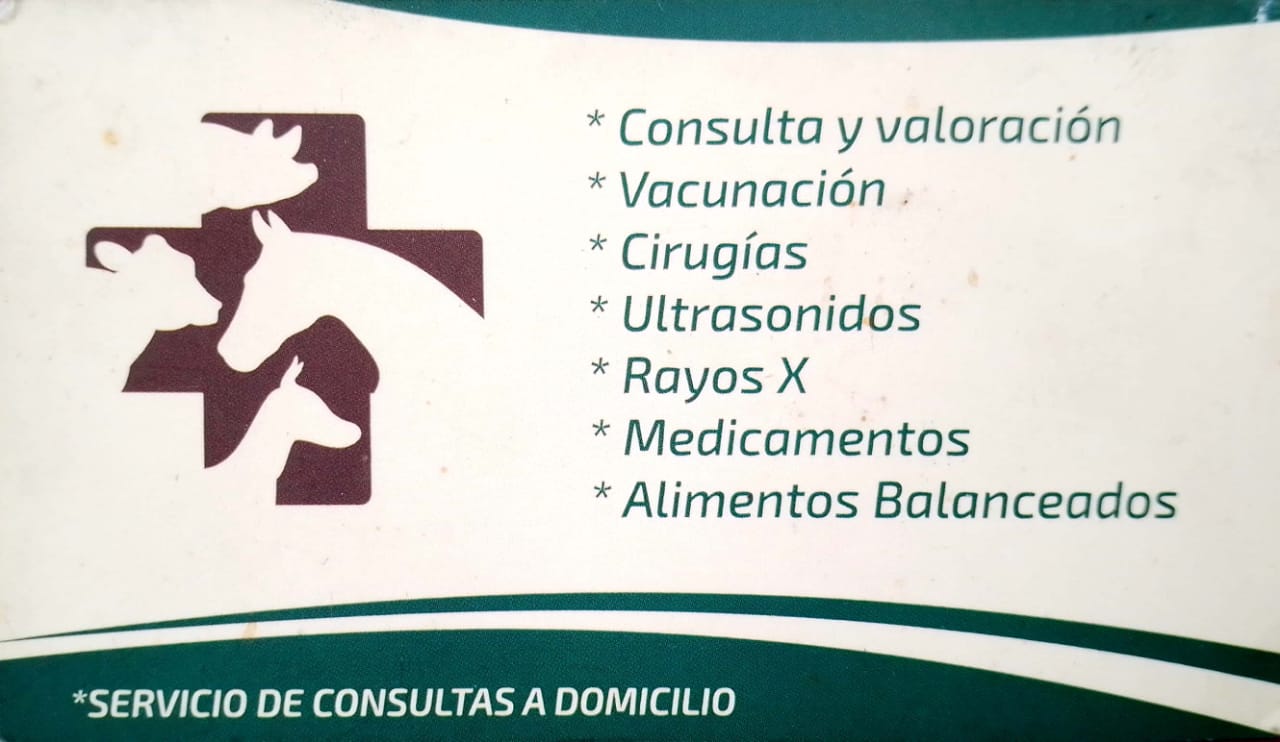 * Consulta y valoración
* Vacunación
* Cirugías
* Ultrasonidos
* Rayos X
* Medicamentos
* Alimentos Balanceados
*SERVICIO DE CONSULTAS A DOMICILIO